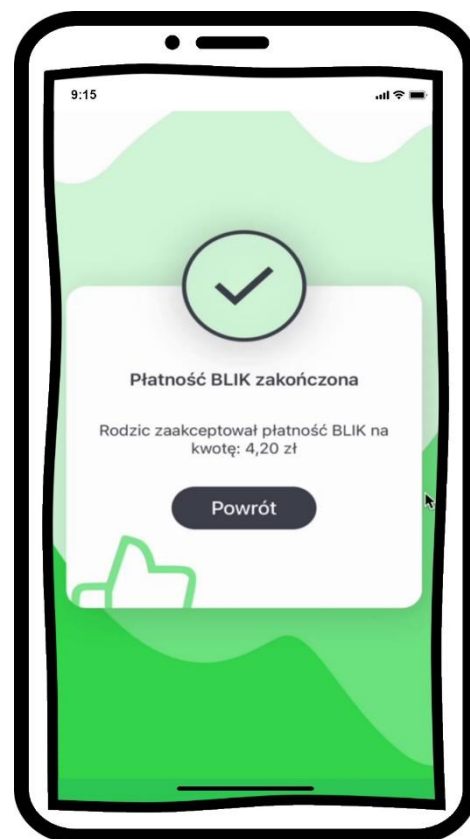 9:15
Płatność BLIK zakończona
Rodzic zaakceptował płatność BLIK na
kwotę: 4,20 zł
Powrót